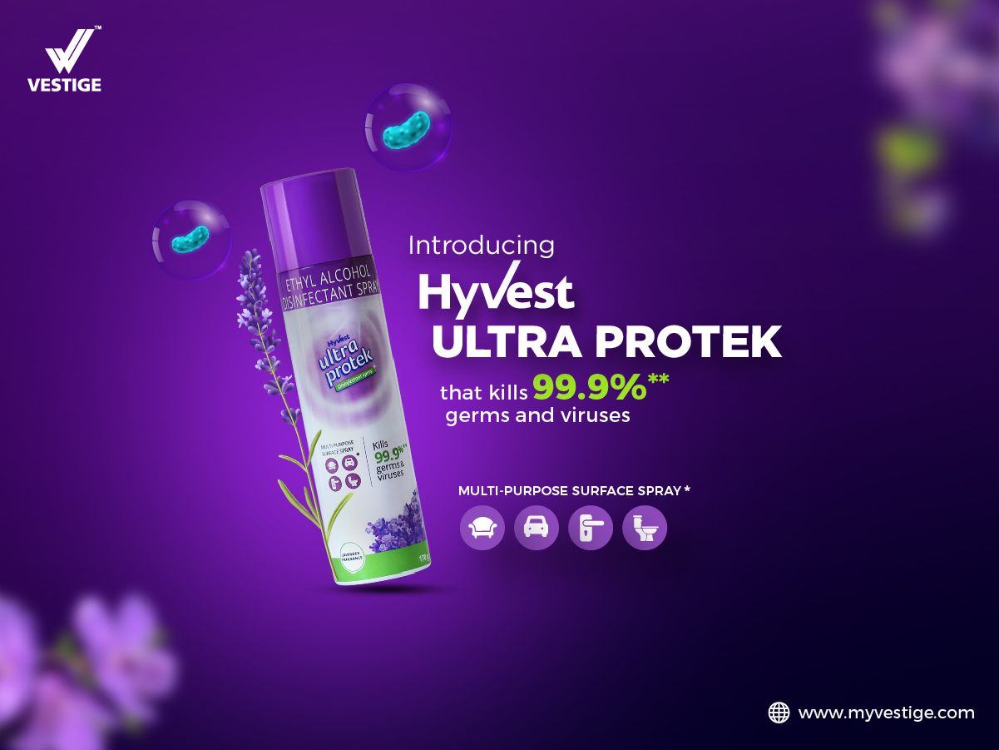 VESTIGE™
Introducing
HyVest
ULTRA PROTEK
that kills 99.9%**
germs and viruses
MULTI-PURPOSE SURFACE SPRAY*
ETHYL ALCOHOL
DISINFECTANT SPRAY
HyVest
ultra
protek
Disinfectant spray
MULTI-PURPOSE
SURFACE SPRAY*
Kills
99.9%**
germs &
viruses
LAVENDER
FRAGRANCE
170 g
www.myvestige.com